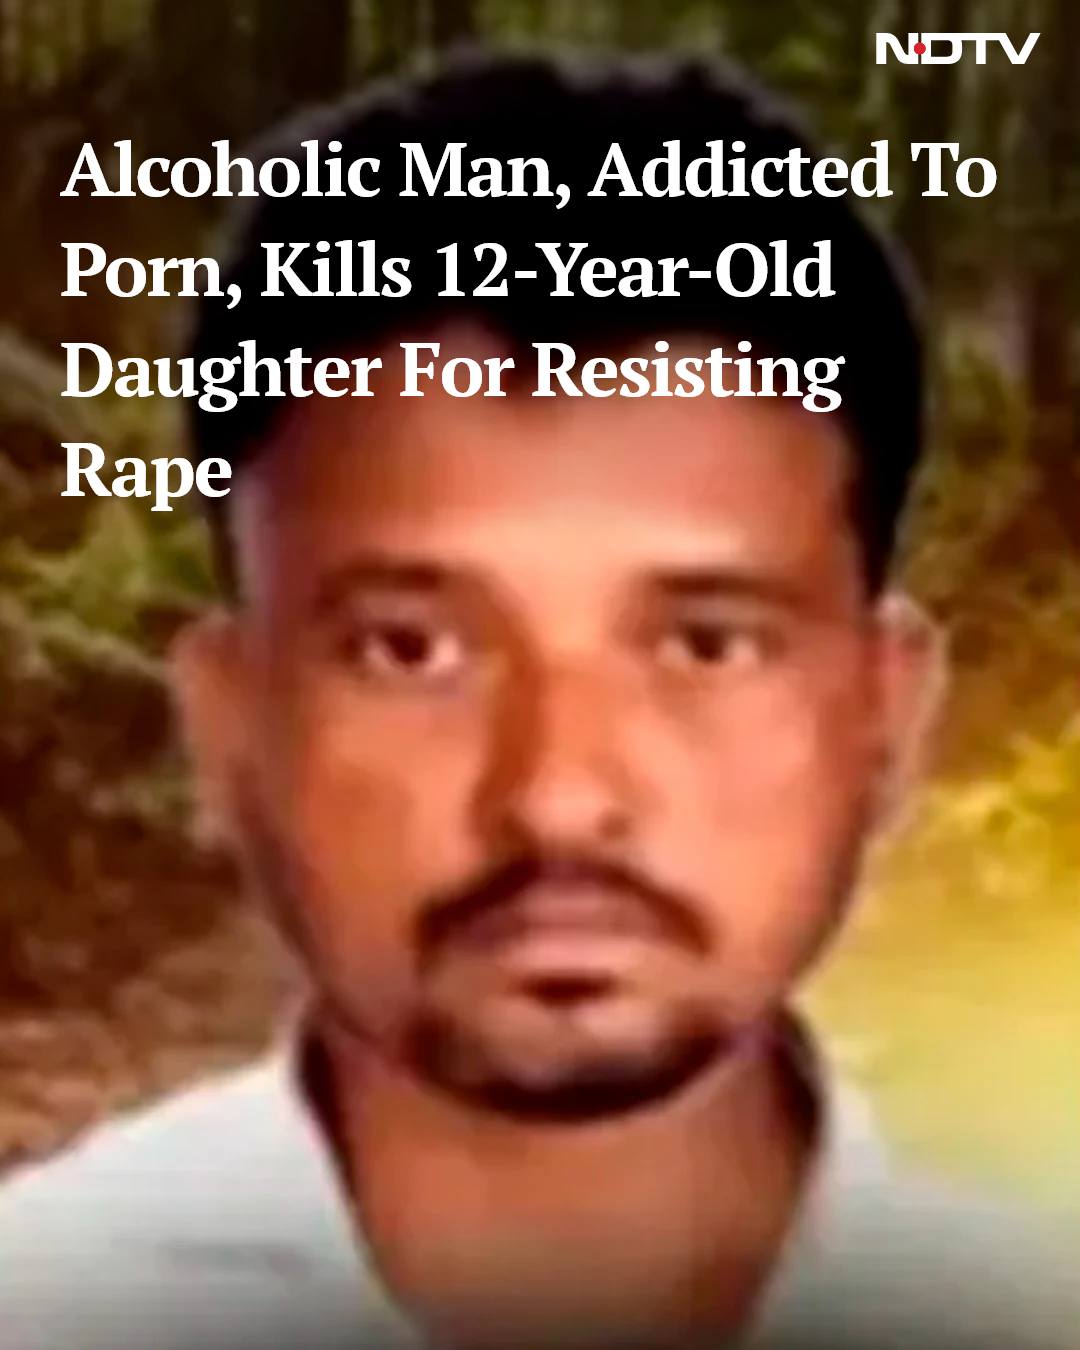 NDTV
Alcoholic Man, Addicted To
Porn, Kills 12-Year-Old
Daughter For Resisting
Rape